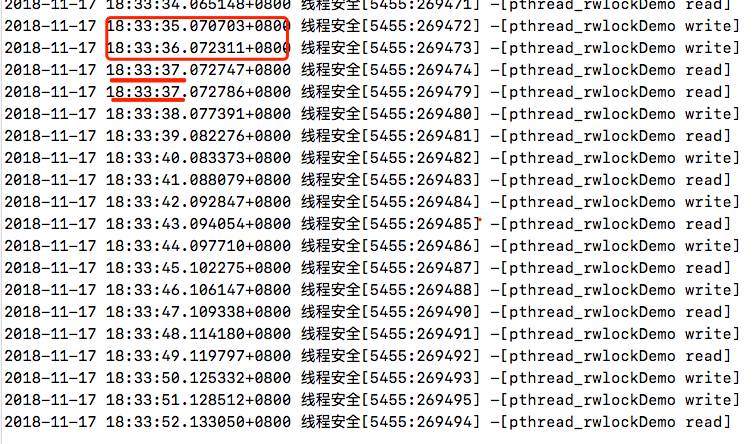 2018-11-17 18:33:34.065148+0800 线程安全[5455:269471] -[pthread_rwlockDemo read]
2018-11-17 18:33:35.070703+0800 线程安全[5455:269472] -[pthread_rwlockDemo write]
2018-11-17 18:33:36.072311+0800 线程安全[5455:269473] -[pthread_rwlockDemo write]
2018-11-17 18:33:37.072747+0800 线程安全[5455:269474] -[pthread_rwlockDemo read]
2018-11-17 18:33:37.072786+0800 线程安全[5455:269479] -[pthread_rwlockDemo read]
2018-11-17 18:33:38.077391+0800 线程安全[5455:269480] -[pthread_rwlockDemo write]
2018-11-17 18:33:39.082276+0800 线程安全[5455:269481] -[pthread_rwlockDemo read]
2018-11-17 18:33:40.083373+0800 线程安全[5455:269482] -[pthread_rwlockDemo write]
2018-11-17 18:33:41.088079+0800 线程安全[5455:269483] -[pthread_rwlockDemo read]
2018-11-17 18:33:42.092847+0800 线程安全[5455:269484] -[pthread_rwlockDemo write]
2018-11-17 18:33:43.094054+0800 线程安全[5455:269485] -[pthread_rwlockDemo read]
2018-11-17 18:33:44.097710+0800 线程安全[5455:269486] -[pthread_rwlockDemo write]
2018-11-17 18:33:45.102275+0800 线程安全[5455:269487] -[pthread_rwlockDemo read]
2018-11-17 18:33:46.106147+0800 线程安全[5455:269488] -[pthread_rwlockDemo write]
2018-11-17 18:33:47.109338+0800 线程安全[5455:269490] -[pthread_rwlockDemo read]
2018-11-17 18:33:48.114180+0800 线程安全[5455:269491] -[pthread_rwlockDemo write]
2018-11-17 18:33:49.119797+0800 线程安全[5455:269492] -[pthread_rwlockDemo read]
2018-11-17 18:33:50.125332+0800 线程安全[5455:269493] -[pthread_rwlockDemo write]
2018-11-17 18:33:51.128512+0800 线程安全[5455:269495] -[pthread_rwlockDemo write]
2018-11-17 18:33:52.133050+0800 线程安全[5455:269494] -[pthread_rwlockDemo read]